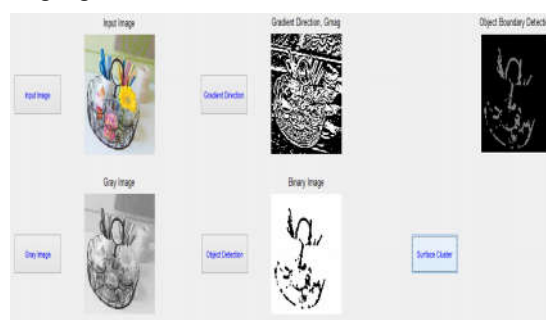 Input Image
Gradient Direction, Gmag
Object Boundary Detecte
Input Image
Gradient Direction
Gray Image
Binary Image
Gray Image
Object Detection
Surface Cluster